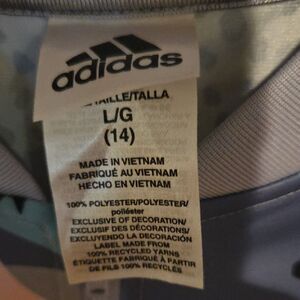 adidas
TAILLE/TALLA
L/G
(14)
MADE IN VIETNAM
FABRIQUÉ AU VIETNAM
HECHO EN VIETNAM
100% POLYESTER/POLYESTER/
poliéster
EXCLUSIVE OF DECORATION/
EXCLUSIF DES DÉCORATIONS/
EXCLUYENDO LA DECORACIÓN
LABEL MADE FROM
100% RECYCLED YARNS
ÉTIQUETTE FABRIQUÉE À PARTIR
DE FILS 100% RECYCLÉS